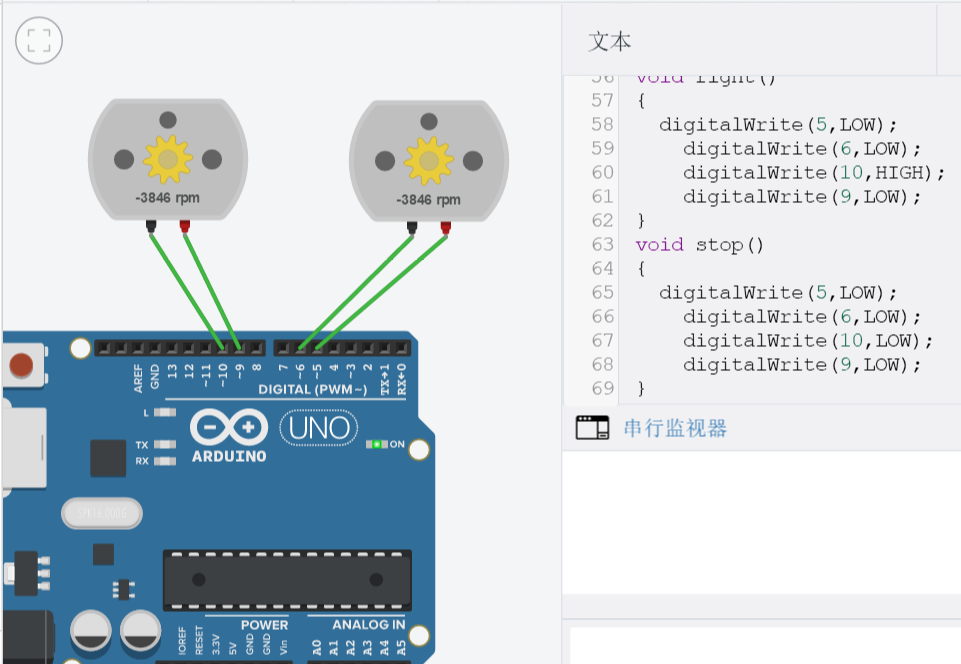 文本
56 void right()
57 {
58 digitalWrite(5,LOW);
59 digitalWrite(6,LOW);
60 digitalWrite(10,HIGH);
61 digitalWrite(9,LOW);
62 }
63 void stop()
64 {
65 digitalWrite(5,LOW);
66 digitalWrite(6,LOW);
67 digitalWrite(10,LOW);
68 digitalWrite(9,LOW);
69 }
串行监视器
-3846 rpm
-3846 rpm
AREF
GND
13
12
~11
~10
~9
8
7
~6
~5
4
~3
2
TX→1
RX←0
DIGITAL (PWM~)
L
TX
RX
ARDUINO
UNO
ON
POWER
ANALOG IN
IOREF
RESET
3.3V
5V
GND
GND
Vin
A0
A1
A2
A3
A4
A5